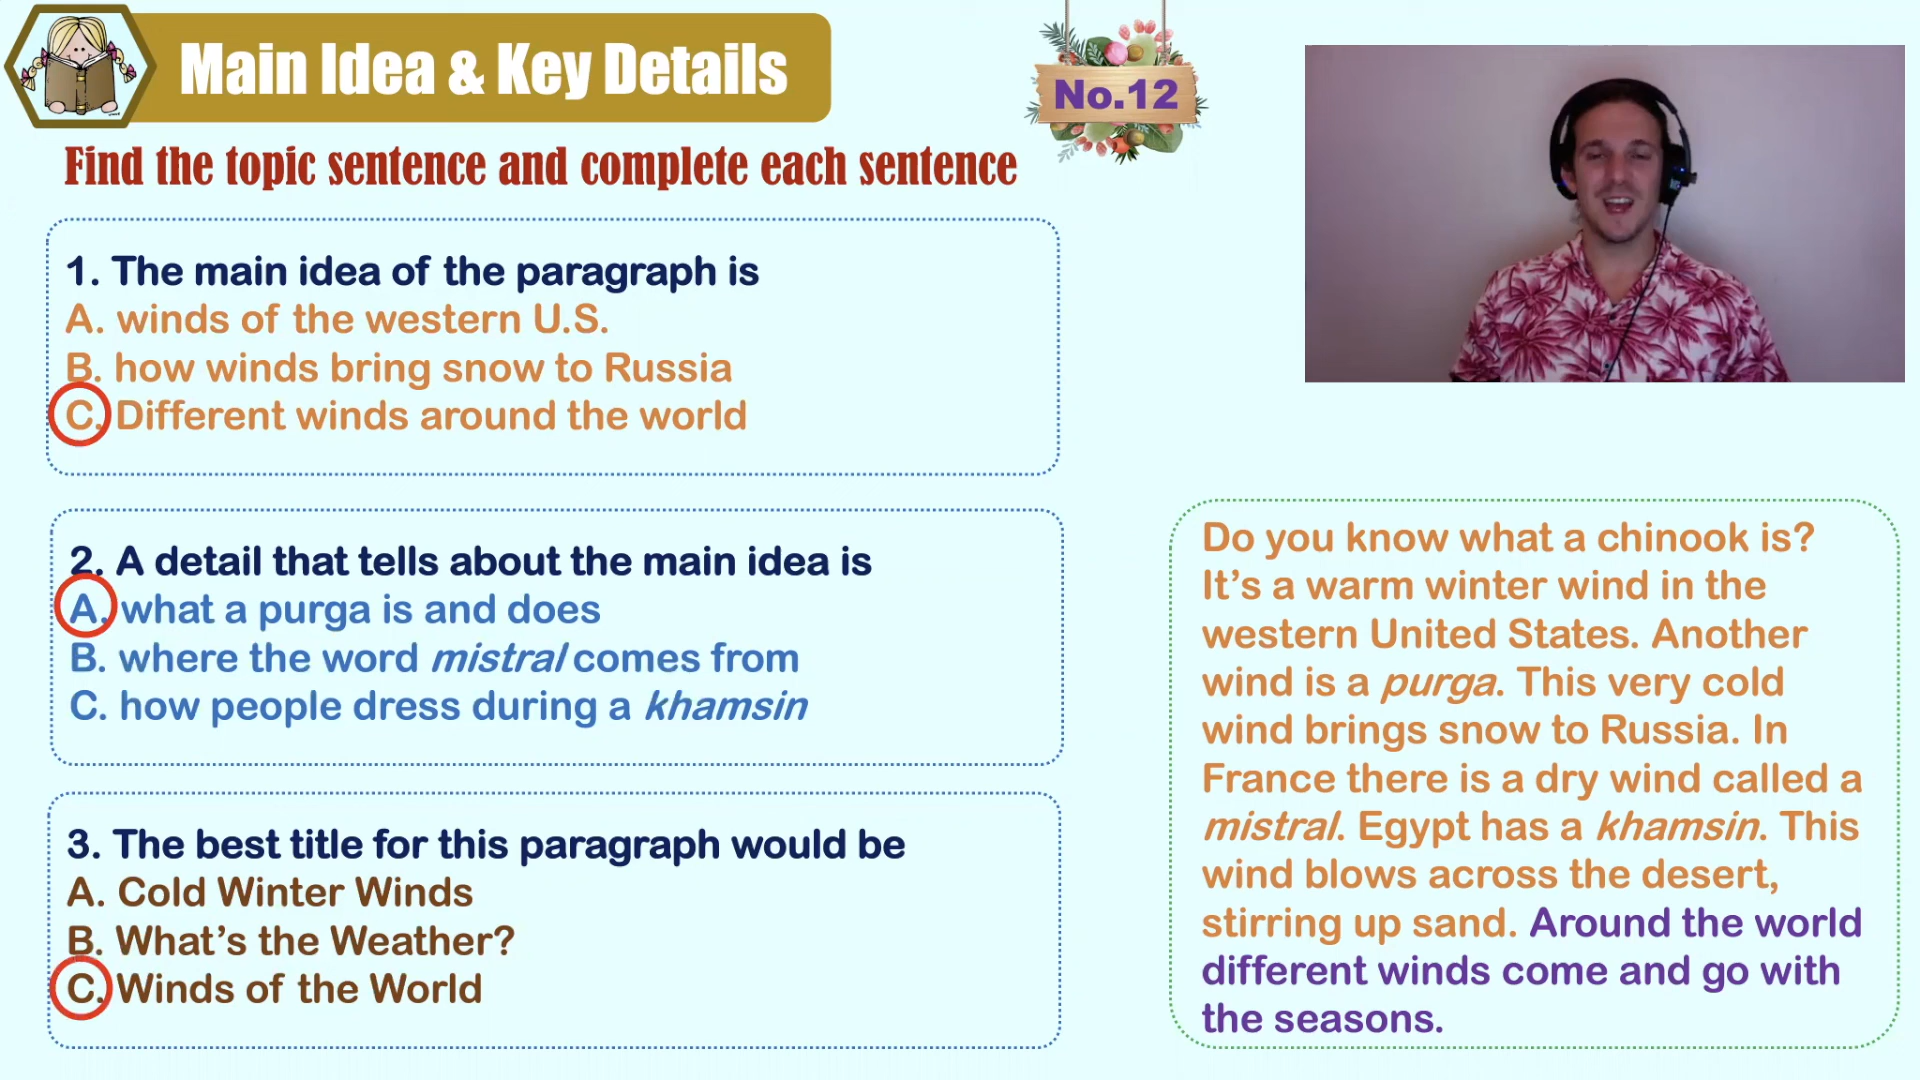 Main Idea & Key Details
No.12
Find the topic sentence and complete each sentence
1. The main idea of the paragraph is
A. winds of the western U.S.
B. how winds bring snow to Russia
C. Different winds around the world
2. A detail that tells about the main idea is
A. what a purga is and does
B. where the word mistral comes from
C. how people dress during a khamsin
3. The best title for this paragraph would be
A. Cold Winter Winds
B. What's the Weather?
C. Winds of the World
Do you know what a chinook is?
It's a warm winter wind in the
western United States. Another
wind is a purga. This very cold
wind brings snow to Russia. In
France there is a dry wind called a
mistral. Egypt has a khamsin. This
wind blows across the desert,
stirring up sand. Around the world
different winds come and go with
the seasons.